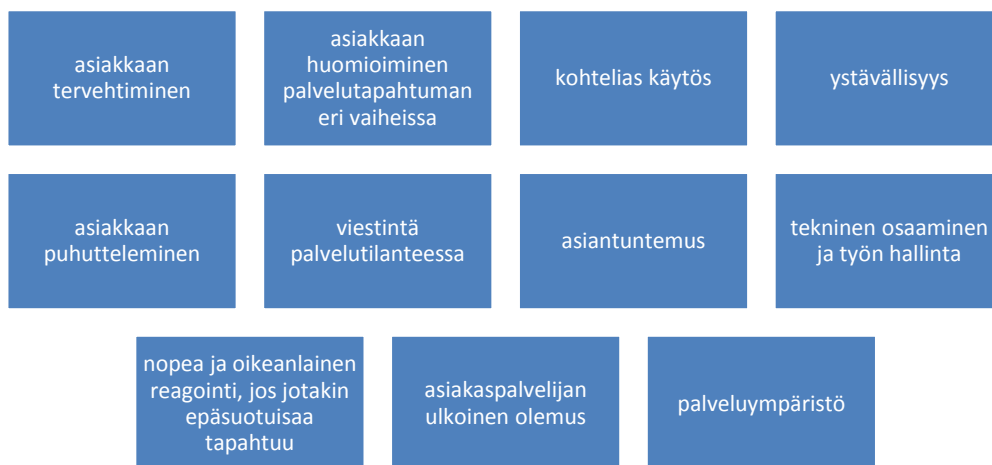 asiakkaan
tervehtiminen
asiakkaan
huomioiminen
palvelutapahtuman
eri vaiheissa
kohtelias käytös
ystävällisyys
asiakkaan
puhutteleminen
viestintä
palvelutilanteessa
asiantuntemus
tekninen osaaminen
ja työn hallinta
nopea ja oikeanlainen
reagointi, jos jotakin
epäsuotuisaa
tapahtuu
asiakaspalvelijan
ulkoinen olemus
palveluympäristö